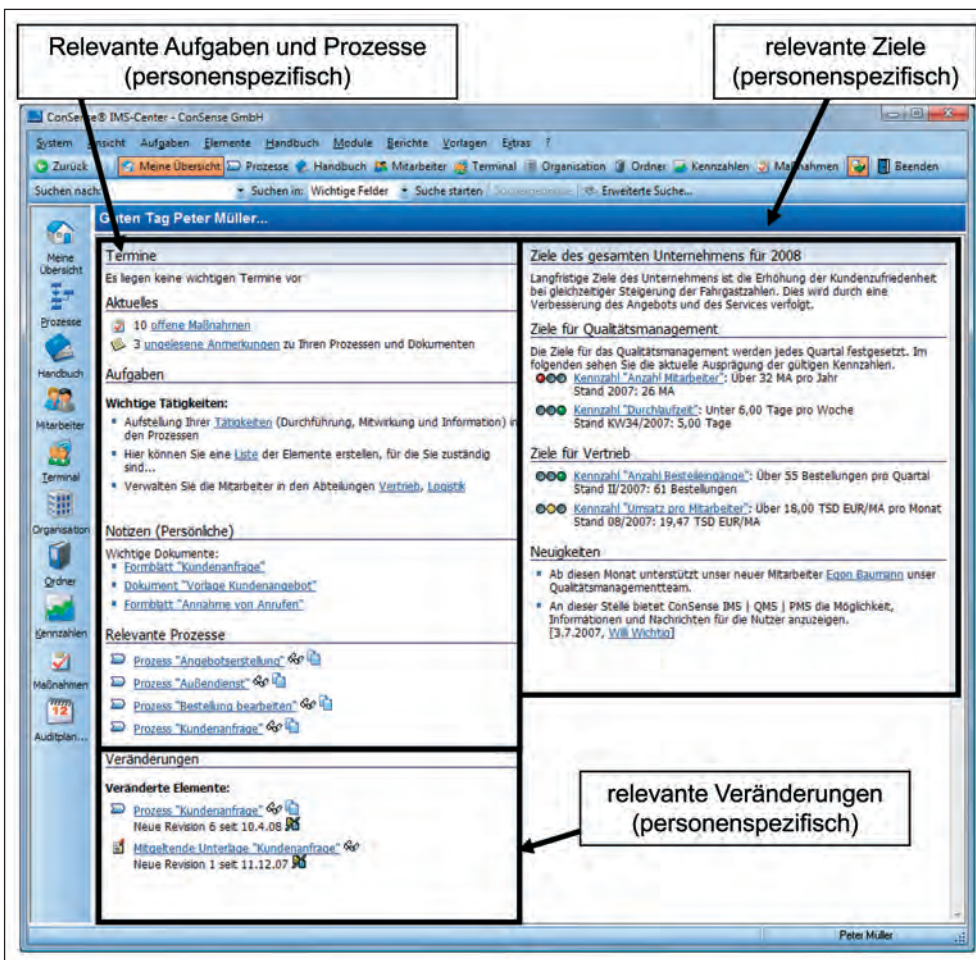 Relevante Aufgaben und Prozesse
(personenspezifisch)
relevante Ziele
(personenspezifisch)
ConSense® IMS-Center - ConSense GmbH
System Ansicht Aufgaben Elemente Handbuch Module Berichte Vorlagen Extras ?
Zurück Meine Übersicht Prozesse Handbuch Mitarbeiter Terminal Organisation Ordner Kennzahlen Maßnahmen Beenden
Suchen nach: Suchen in: Wichtige Felder Suche starten Erweiterte Suche...
Guten Tag Peter Müller...
Meine
Übersicht
Prozesse
Handbuch
Mitarbeiter
Terminal
Organisation
Ordner
Kennzahlen
Maßnahmen
Auditplan...
Termine
Es liegen keine wichtigen Termine vor
Aktuelles
10 offene Maßnahmen
3 ungelesene Anmerkungen zu Ihren Prozessen und Dokumenten
Aufgaben
Wichtige Tätigkeiten:
Aufstellung Ihrer Tätigkeiten (Durchführung, Mitwirkung und Information) in
den Prozessen
Hier können Sie eine Liste der Elemente erstellen, für die Sie zuständig
sind...
Verwalten Sie die Mitarbeiter in den Abteilungen Vertrieb, Logistik
Notizen (Persönliche)
Wichtige Dokumente:
Formblatt "Kundenanfrage"
Dokument "Vorlage Kundenangebot"
Formblatt "Annahme von Anrufen"
Relevante Prozesse
Prozess "Angebotserstellung"
Prozess "Außendienst"
Prozess "Bestellung bearbeiten"
Prozess "Kundenanfrage"
Veränderungen
Veränderte Elemente:
Prozess "Kundenanfrage"
Neue Revision 6 seit 10.4.08
Mitgeltende Unterlage "Kundenanfrage"
Neue Revision 1 seit 11.12.07
Ziele des gesamten Unternehmens für 2008
Langfristige Ziele des Unternehmens ist die Erhöhung der Kundenzufriedenheit
bei gleichzeitiger Steigerung der Fahrgastzahlen. Dies wird durch eine
Verbesserung des Angebots und des Services verfolgt.
Ziele für Qualitätsmanagement
Die Ziele für das Qualitätsmanagement werden jedes Quartal festgesetzt. Im
folgenden sehen Sie die aktuelle Ausprägung der gültigen Kennzahlen.
Kennzahl "Anzahl Mitarbeiter": Über 32 MA pro Jahr
Stand 2007: 26 MA
Kennzahl "Durchlaufzeit": Unter 6,00 Tage pro Woche
Stand KW34/2007: 5,00 Tage
Ziele für Vertrieb
Kennzahl "Anzahl Bestelleingänge": Über 55 Bestellungen pro Quartal
Stand II/2007: 61 Bestellungen
Kennzahl "Umsatz pro Mitarbeiter": Über 18,00 TSD EUR/MA pro Monat
Stand 08/2007: 19,47 TSD EUR/MA
Neuigkeiten
Ab diesen Monat unterstützt unser neuer Mitarbeiter Egon Baumann unser
Qualitätsmanagementteam.
An dieser Stelle bietet ConSense IMS | QMS | PMS die Möglichkeit,
Informationen und Nachrichten für die Nutzer anzuzeigen.
[3.7.2007, Willi Wichtig]
relevante Veränderungen
(personenspezifisch)
12
Peter Müller